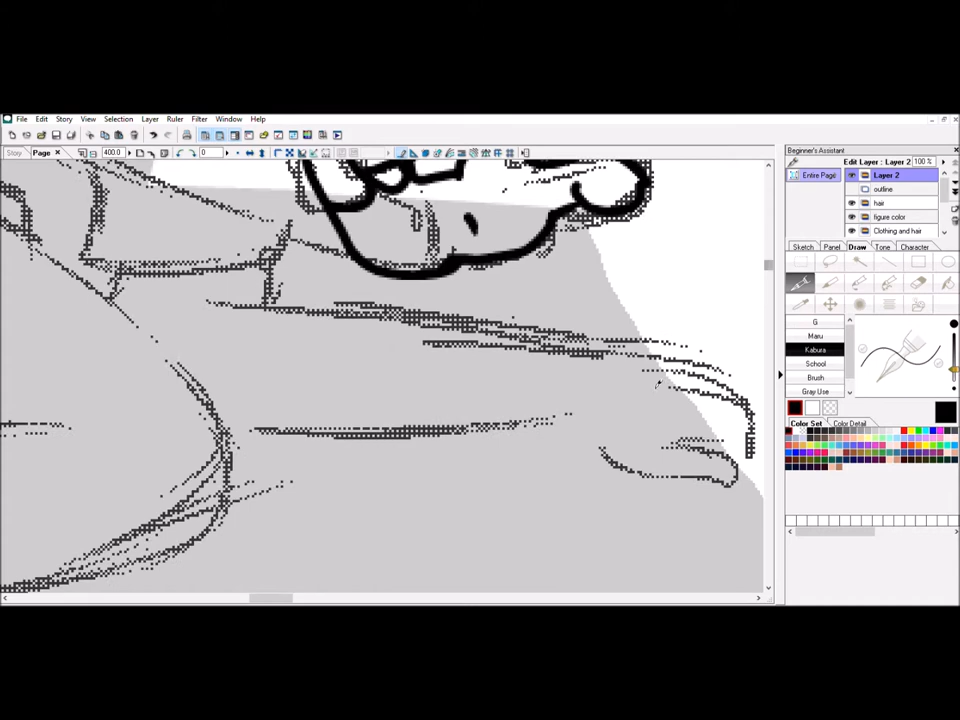 File Edit Story View Selection Layer Ruler Filter Window Help
Story Page 400.0 0
Beginner's Assistant
Edit Layer : Layer 2 100 %
Entire Page Layer 2
outline
hair
figure color
Clothing and hair
Sketch Panel Draw Tone Character
G
Maru
Kabura
School
Brush
Gray Use
Color Set Color Detail